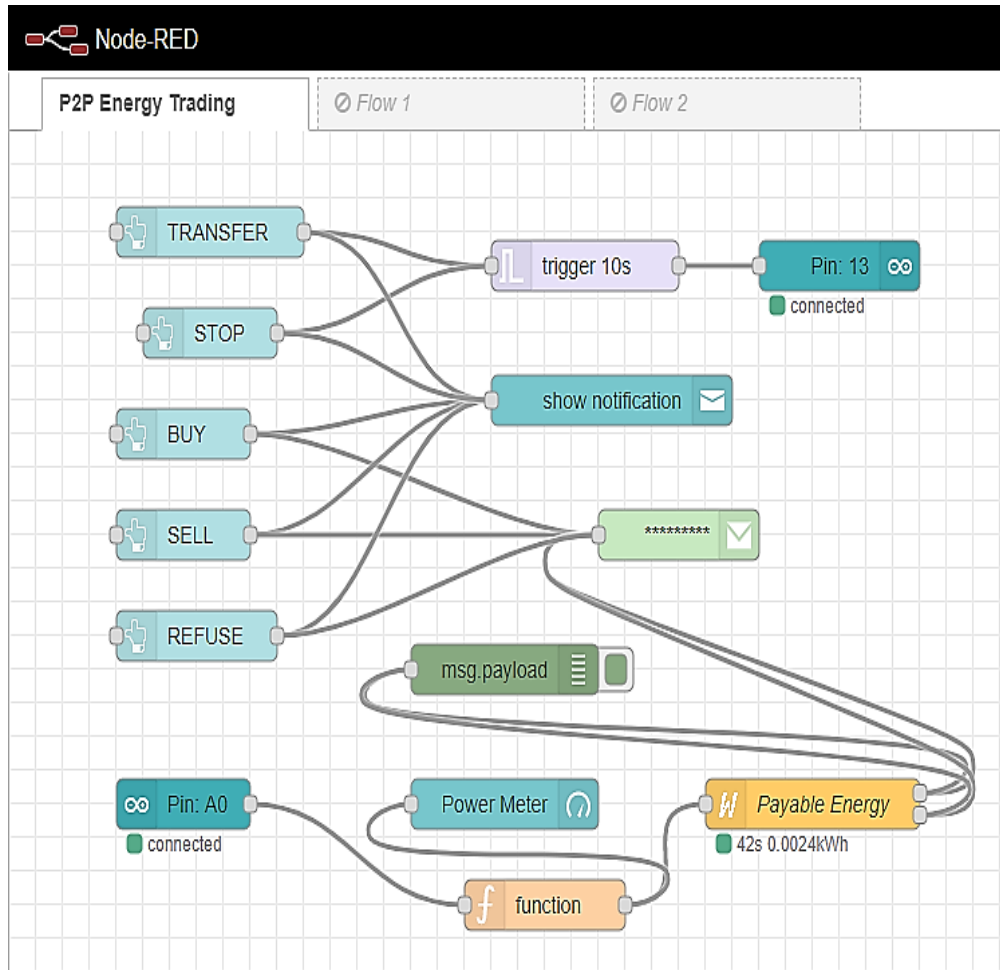 Node-RED
P2P Energy Trading
Flow 1
Flow 2
TRANSFER
trigger 10s
Pin: 13
connected
STOP
show notification
BUY
SELL
*********
REFUSE
msg.payload
Pin: A0
connected
Power Meter
Payable Energy
42s 0.0024kWh
function